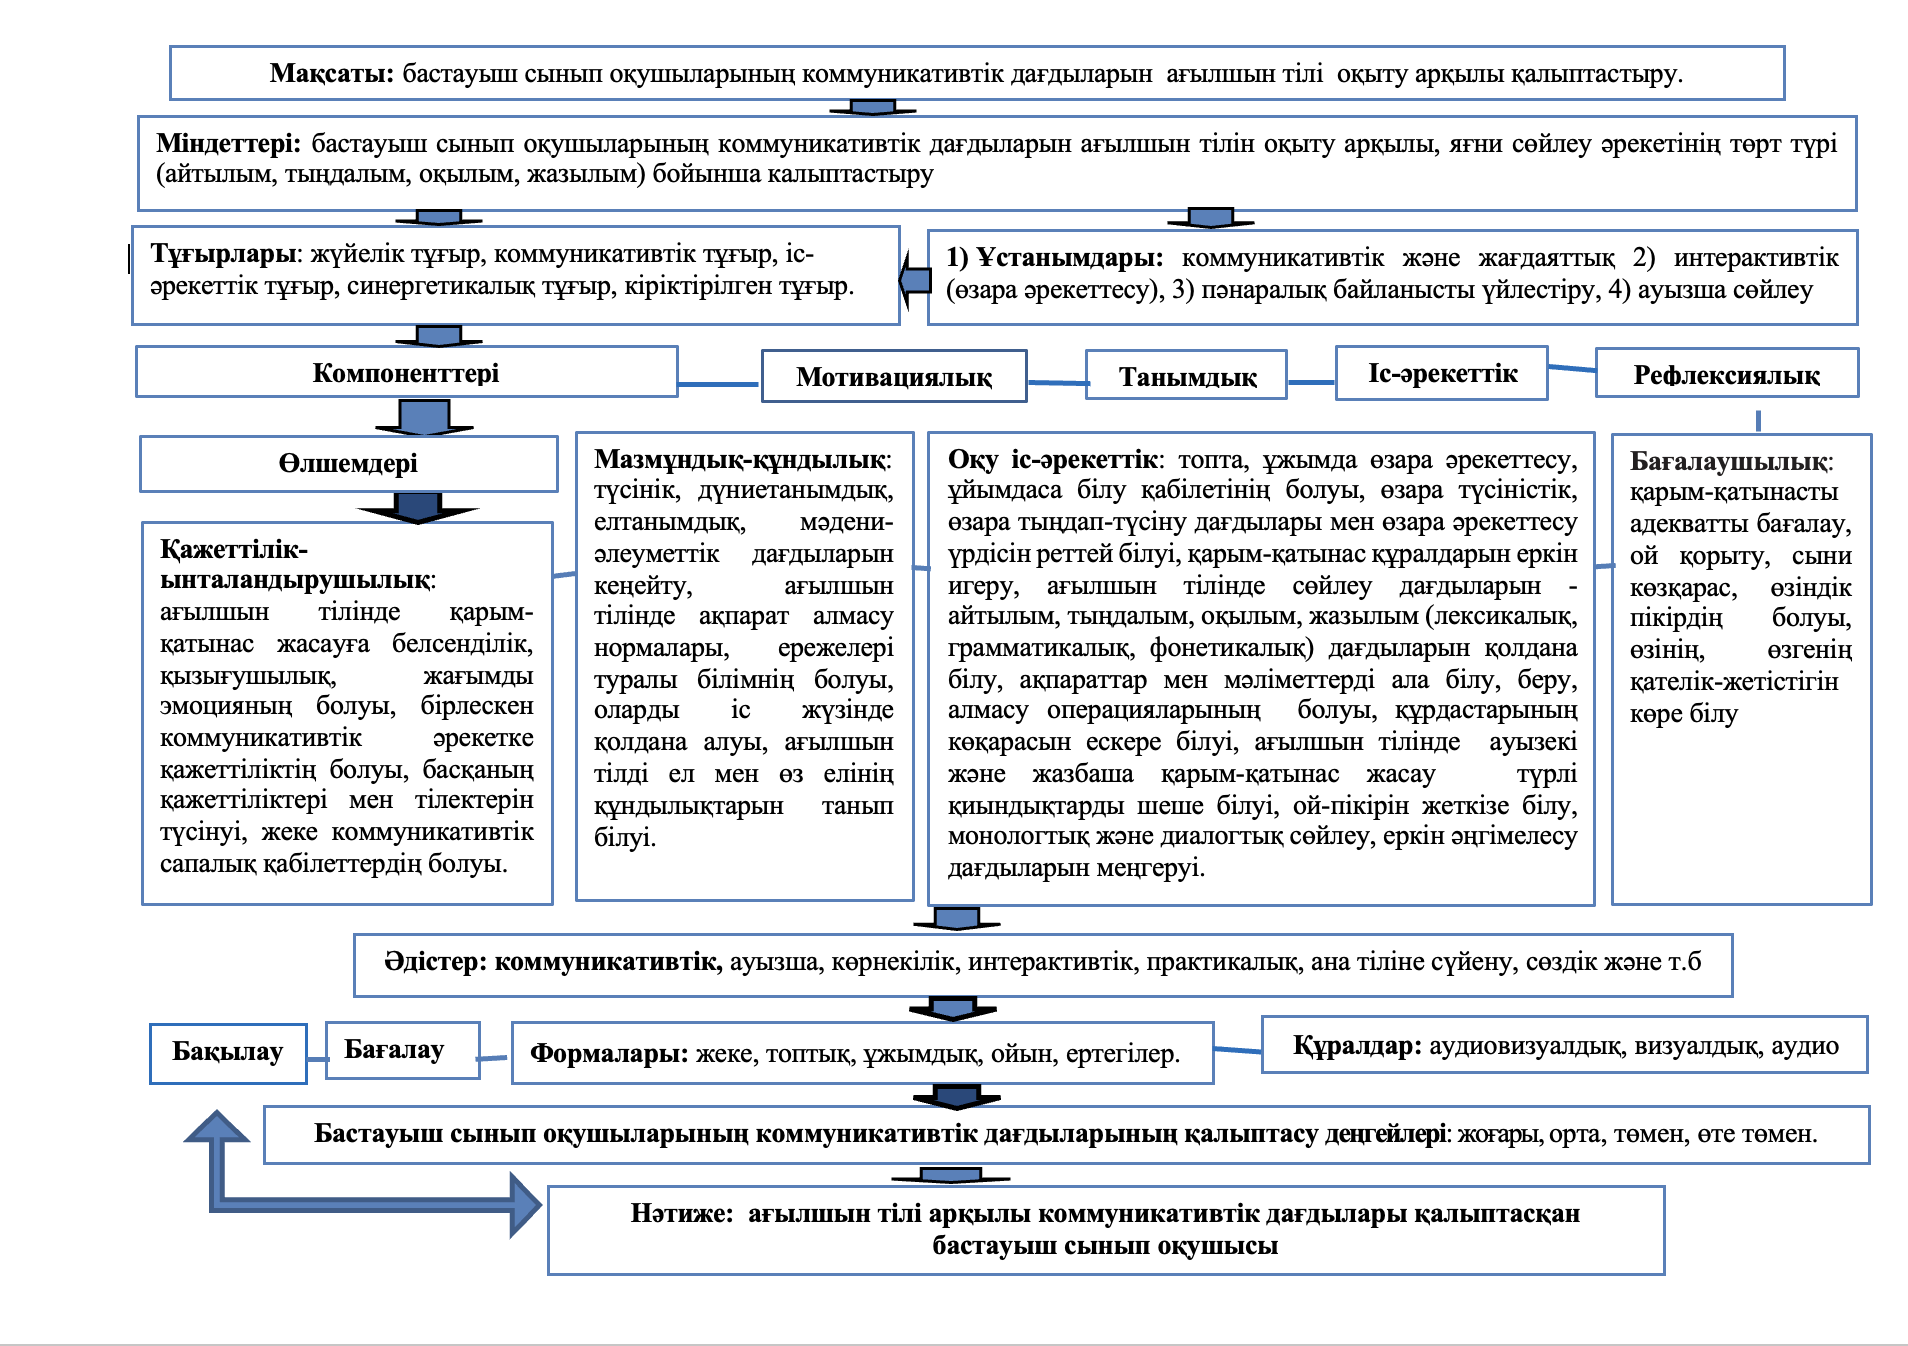 Мақсаты: бастауыш сынып оқушыларының коммуникативтік дағдыларын ағылшын тілі оқыту арқылы қалыптастыру.
Міндеттері: бастауыш сынып оқушыларының коммуникативтік дағдыларын ағылшын тілін оқыту арқылы, яғни сөйлеу әрекетінің төрт түрі
(айтылым, тыңдалым, оқылым, жазылым) бойынша калыптастыру
Тұғырлары: жүйелік тұғыр, коммуникативтік тұғыр, іс-
әрекеттік тұғыр, синергетикалық тұғыр, кіріктірілген тұғыр.
1) Ұстанымдары: коммуникативтік және жағдаяттық 2) интерактивтік
(өзара әрекеттесу), 3) пәнаралық байланысты үйлестіру, 4) ауызша сөйлеу
Компоненттері
Мотивациялық
Танымдық
Іс-әрекеттік
Рефлексиялық
Өлшемдері
Қажеттілік-
ынталандырушылық:
ағылшын тілінде қарым-
қатынас жасауға белсенділік,
қызығушылық, жағымды
эмоцияның болуы, бірлескен
коммуникативтік әрекетке
қажеттіліктің болуы, басқаның
қажеттіліктері мен тілектерін
түсінуі, жеке коммуникативтік
сапалық қабілеттердің болуы.
Мазмұндық-құндылық:
түсінік, дүниетанымдық,
елтанымдық, мәдени-
әлеуметтік дағдыларын
кеңейту, ағылшын
тілінде ақпарат алмасу
нормалары, ережелері
туралы білімнің болуы,
оларды іс жүзінде
қолдана алуы, ағылшын
тілді ел мен өз елінің
құндылықтарын танып
білуі.
Оқу іс-әрекеттік: топта, ұжымда өзара әрекеттесу,
ұйымдаса білу қабілетінің болуы, өзара түсіністік,
өзара тыңдап-түсіну дағдылары мен өзара әрекеттесу
үрдісін реттей білуі, қарым-қатынас құралдарын еркін
игеру, ағылшын тілінде сөйлеу дағдыларын -
айтылым, тыңдалым, оқылым, жазылым (лексикалық,
грамматикалық, фонетикалық) дағдыларын қолдана
білу, ақпараттар мен мәліметтерді ала білу, беру,
алмасу операцияларының болуы, құрдастарының
көқарасын ескере білуі, ағылшын тілінде ауызекі
және жазбаша қарым-қатынас жасау түрлі
қиындықтарды шеше білуі, ой-пікірін жеткізе білу,
монологтық және диалогтық сөйлеу, еркін әңгімелесу
дағдыларын меңгеруі.
Бағалаушылық:
қарым-қатынасты
адекватты бағалау,
ой қорыту, сыни
көзқарас, өзіндік
пікірдің болуы,
өзінің, өзгенің
қателік-жетістігін
көре білу
Әдістер: коммуникативтік, ауызша, көрнекілік, интерактивтік, практикалық, ана тіліне сүйену, сөздік және т.б
Бақылау
Бағалау
Формалары: жеке, топтық, ұжымдық, ойын, ертегілер.
Құралдар: аудиовизуалдық, визуалдық, аудио
Бастауыш сынып оқушыларының коммуникативтік дағдыларының қалыптасу деңгейлері: жоғары, орта, төмен, өте төмен.
Нәтиже: ағылшын тілі арқылы коммуникативтік дағдылары қалыптасқан
бастауыш сынып оқушысы